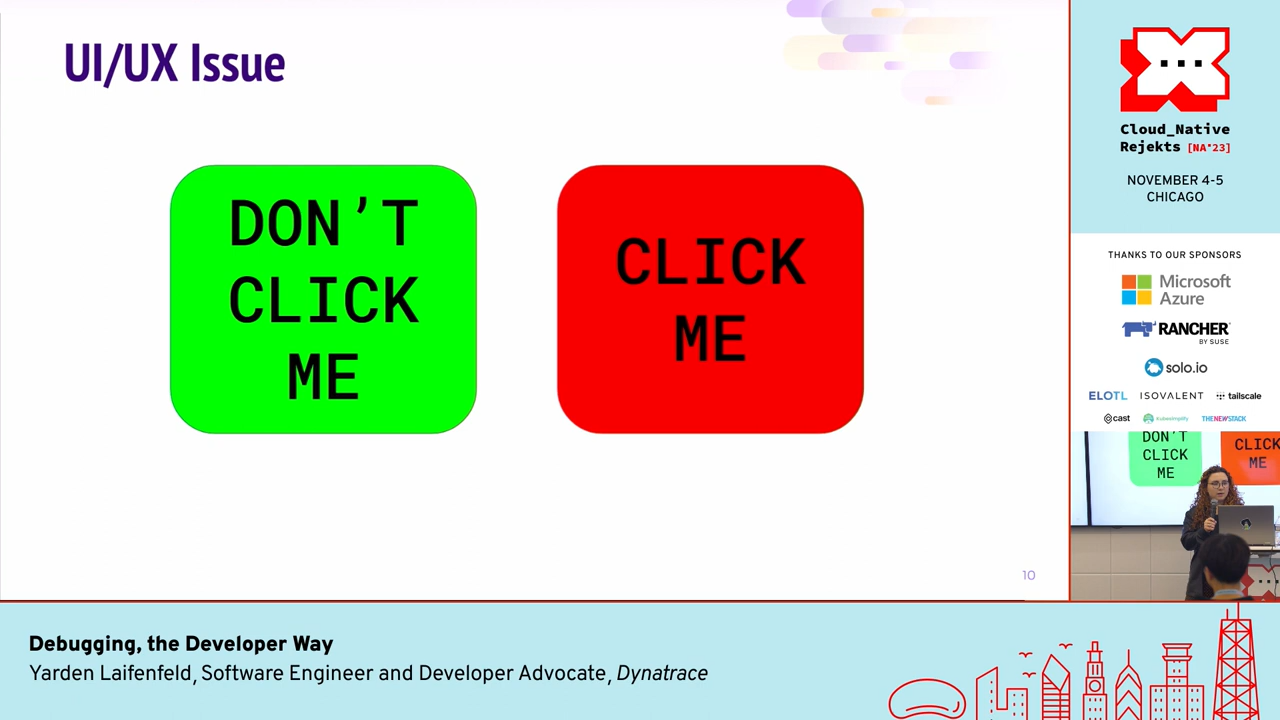 UI/UX Issue
DON'T
CLICK
ME
CLICK
ME
10
Cloud_Native
Rejekts [NA'23]
NOVEMBER 4-5
CHICAGO
THANKS TO OUR SPONSORS
Microsoft
Azure
RANCHER
BY SUSE
solo.io
ELOTL ISOVALENT tailscale
cast kubesimplify THENEWSTACK
DON'T
CLICK
ME
CLICK
ME
Debugging, the Developer Way
Yarden Laifenfeld, Software Engineer and Developer Advocate, Dynatrace